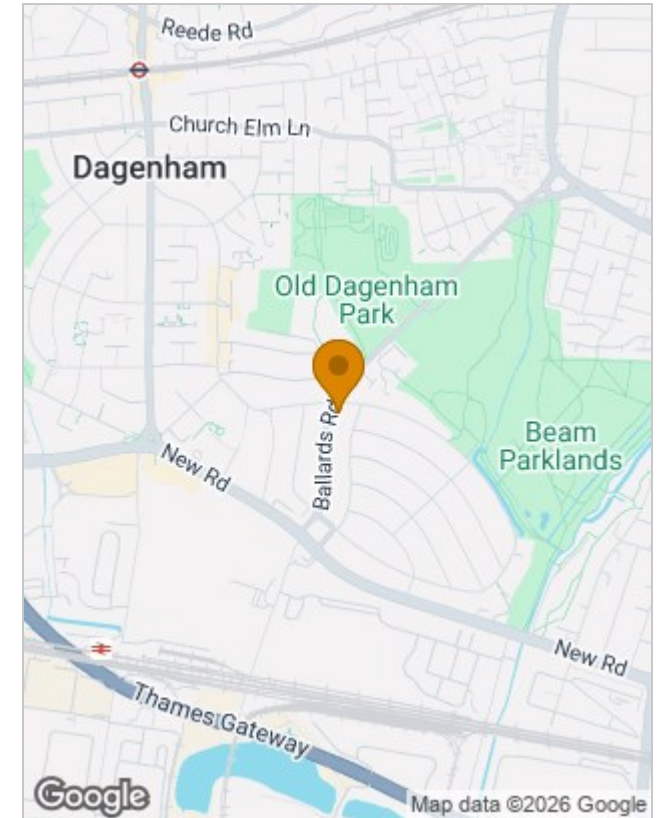 Reede Rd
Church Elm Ln
Dagenham
Old Dagenham
Park
Ballards Rd
Beam
Parklands
New Rd
New Rd
Thames Gateway
Google
Map data ©2026 Google